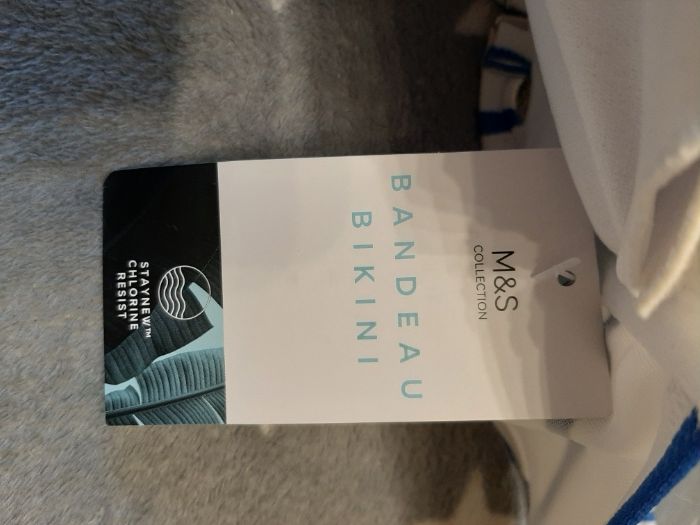 M&S
COLLECTION
BANDEAU
BIKINI
STAYNEW™
CHLORINE
RESIST